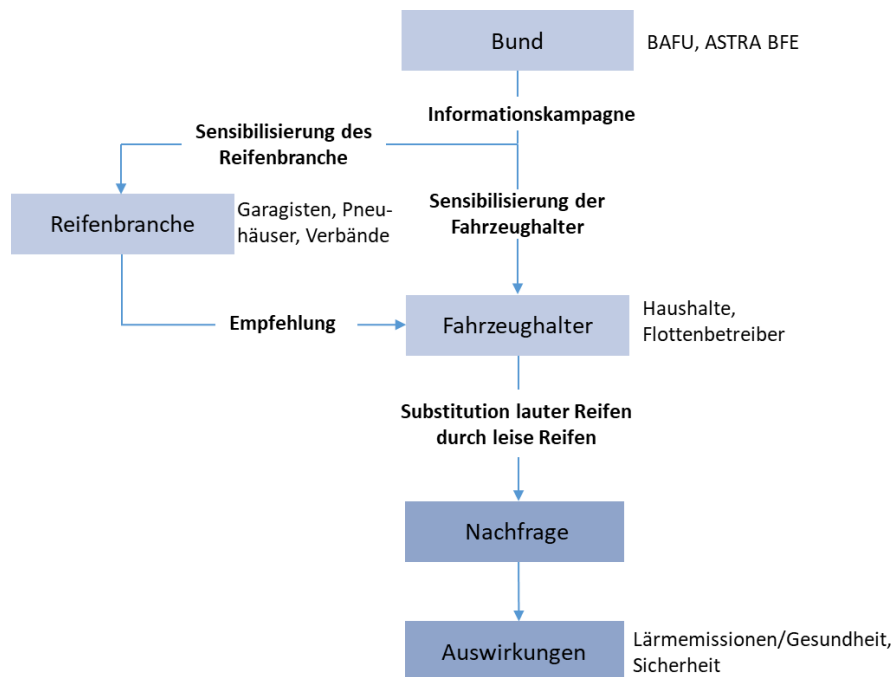 Bund
BAFU, ASTRA BFE
Informationskampagne
Sensibilisierung des
Reifenbranche
Reifenbranche
Garagisten, Pneu-
häuser, Verbände
Sensibilisierung der
Fahrzeughalter
Empfehlung
Fahrzeughalter
Haushalte,
Flottenbetreiber
Substitution lauter Reifen
durch leise Reifen
Nachfrage
Auswirkungen
Lärmemissionen/Gesundheit,
Sicherheit